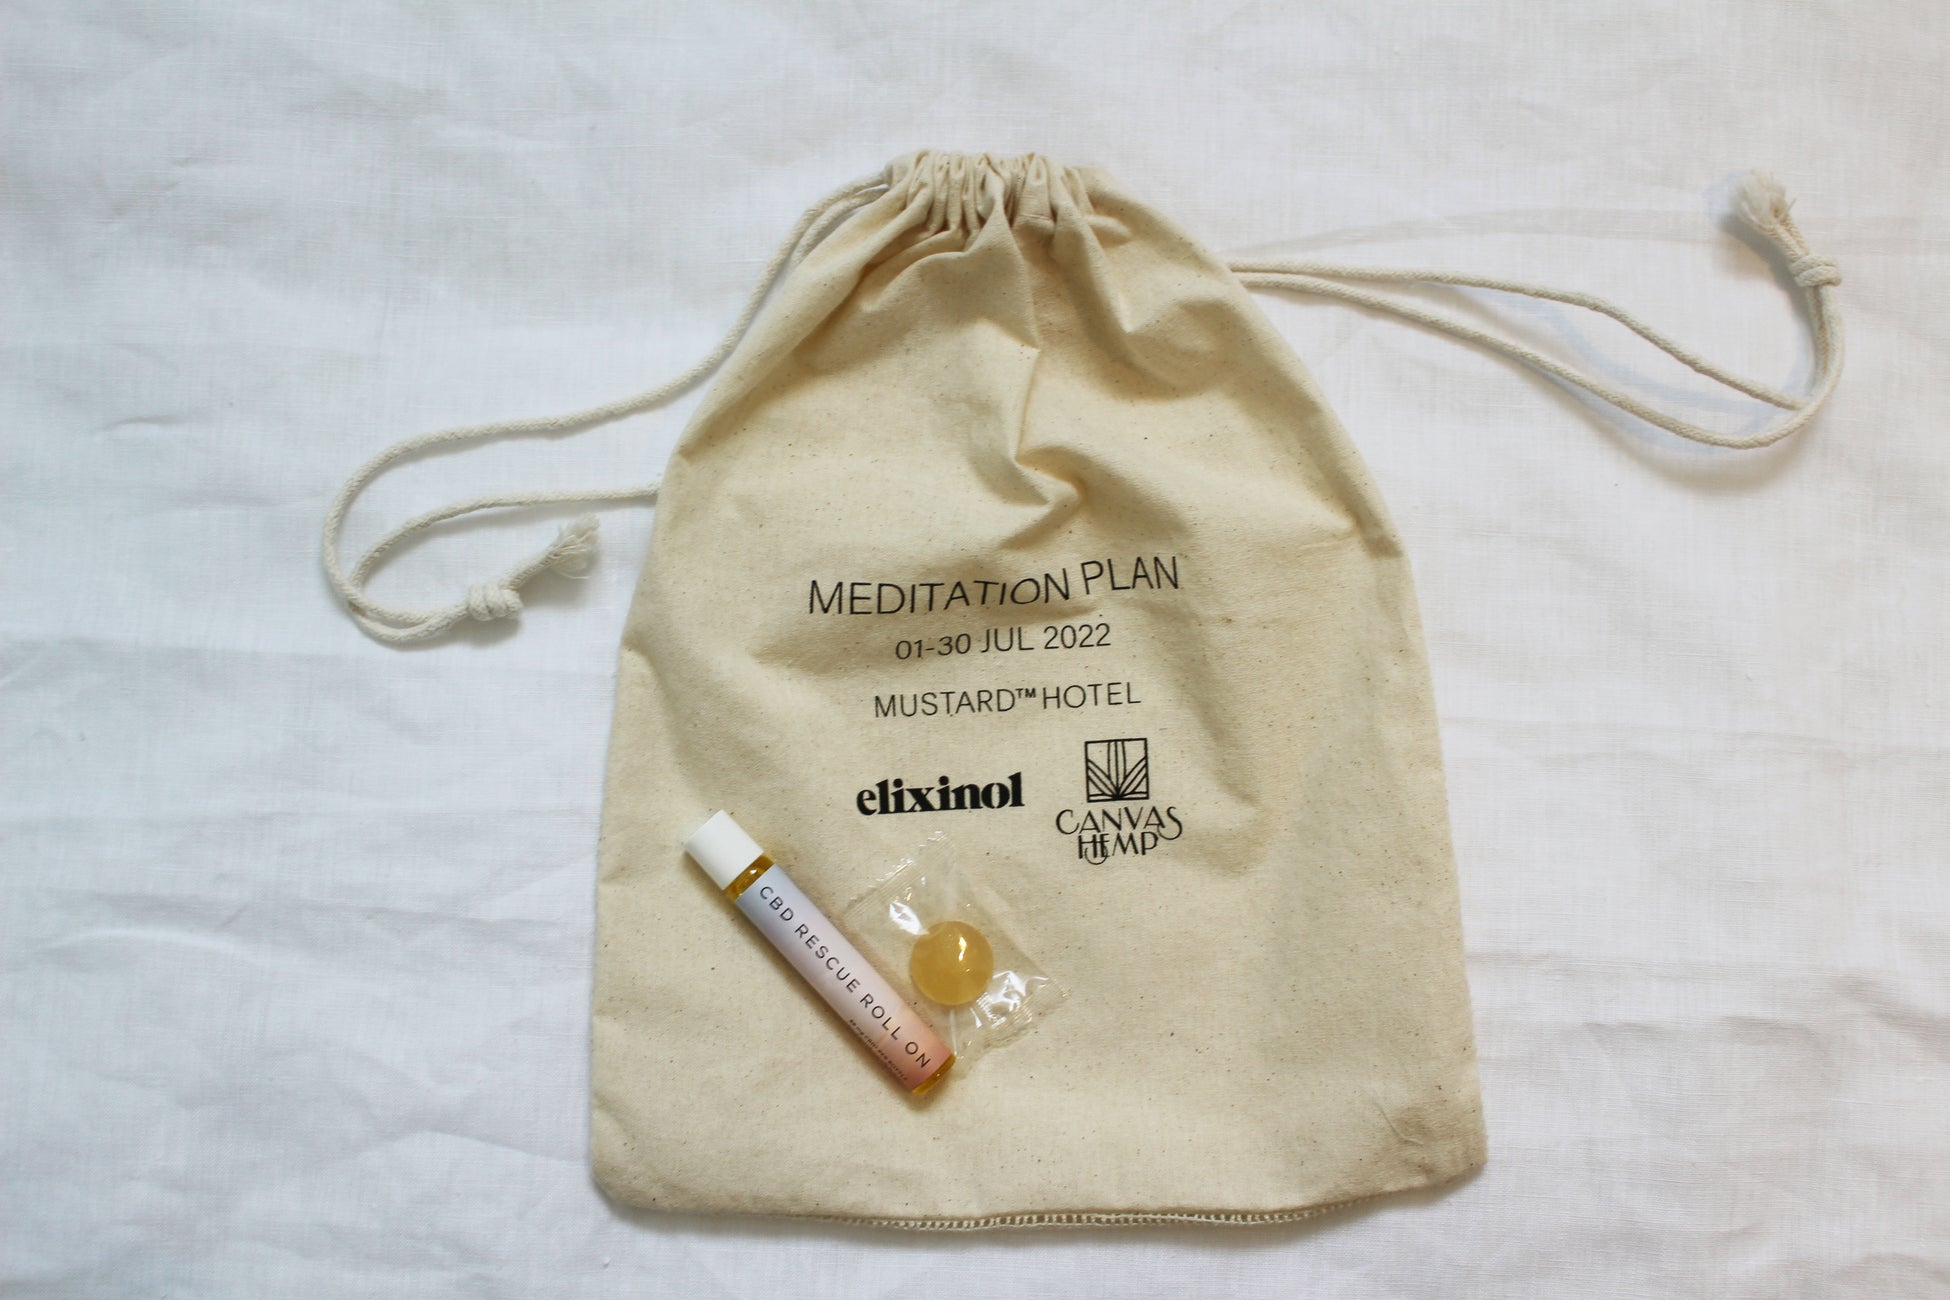 MEDITATION PLAN
01-30 JUL 2022
MUSTARD™ HOTEL
elixinol
CANVAS
HEMP
CBD RESCUE ROLL ON